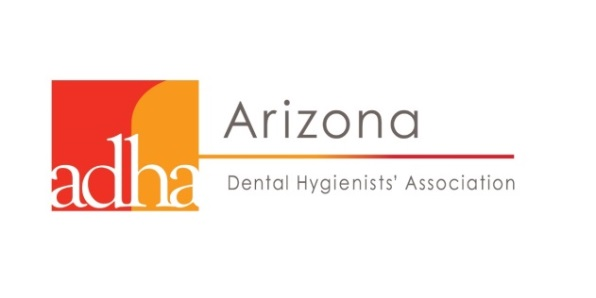 adha
Arizona
Dental Hygienists' Association